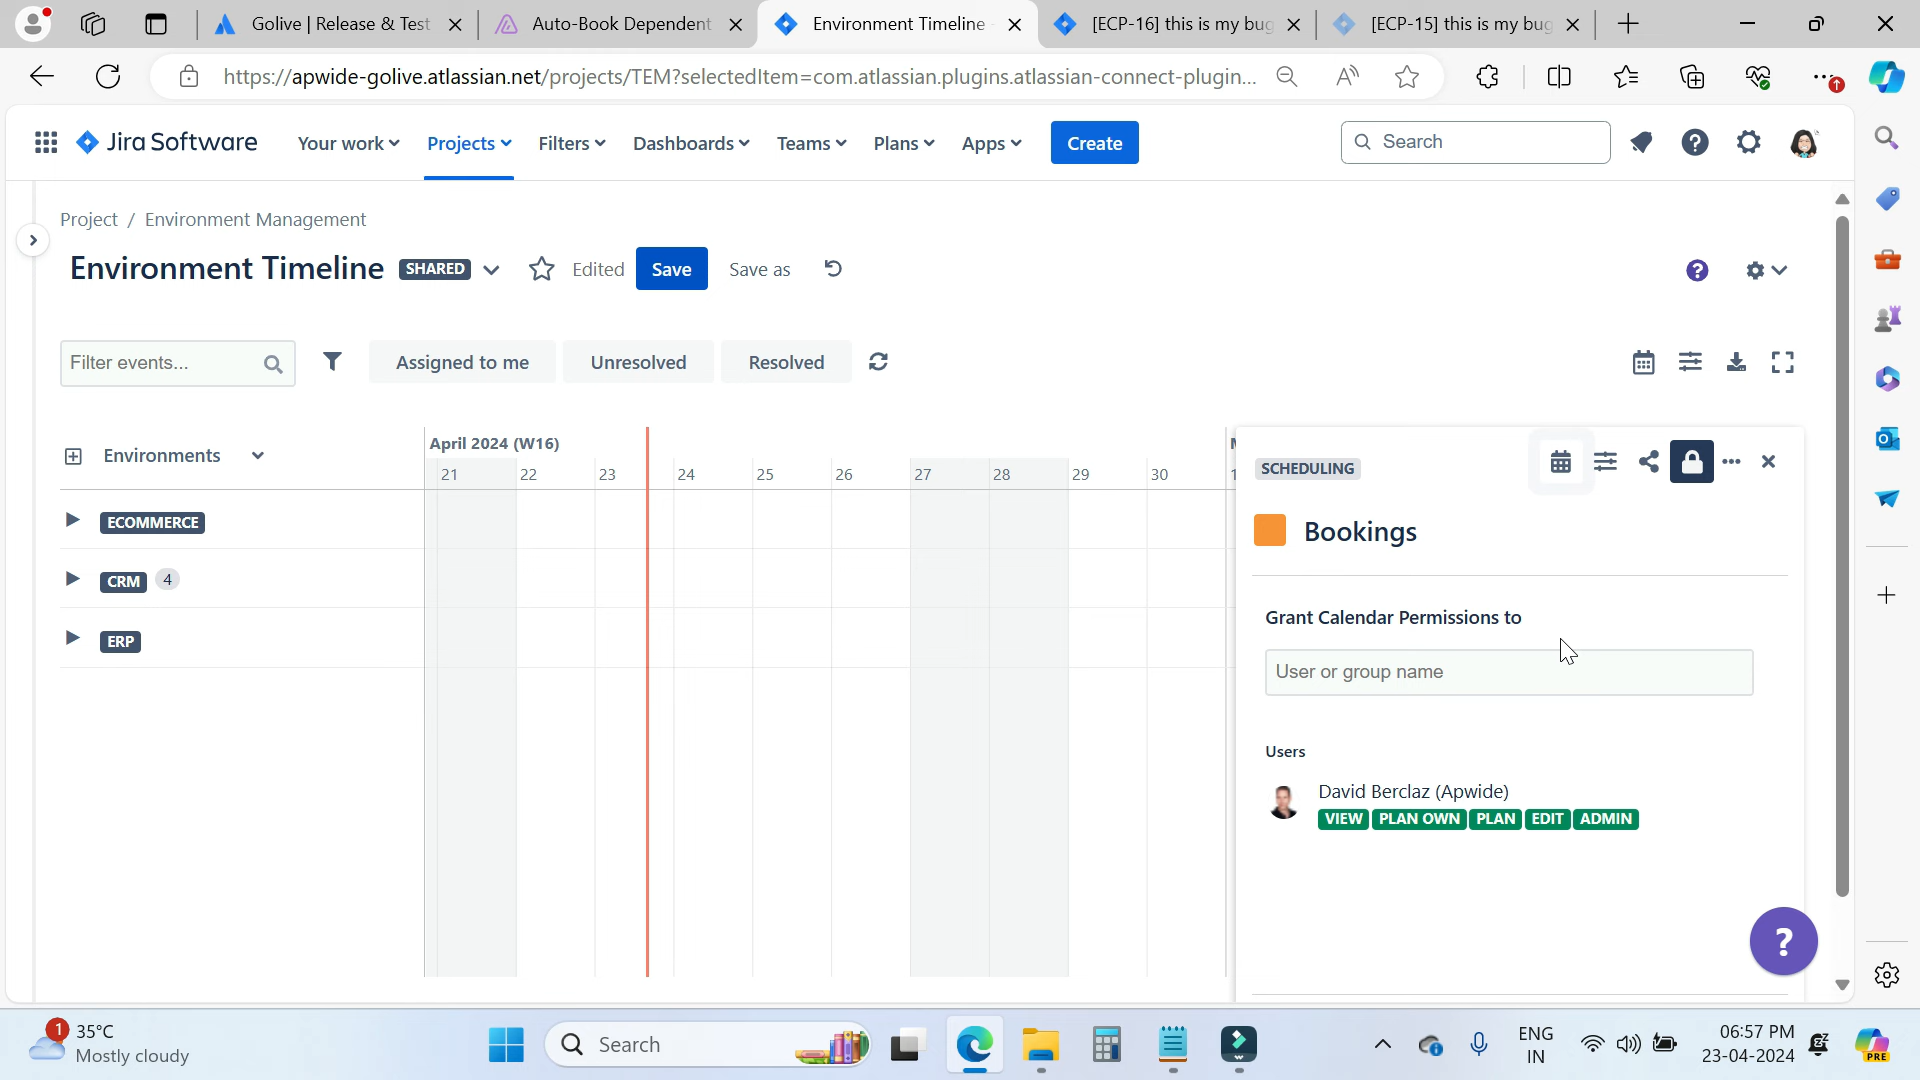 Golive | Release & Test
Auto-Book Dependent
Environment Timeline -
[ECP-16] this is my bug
[ECP-15] this is my bug
https://apwide-golive.atlassian.net/projects/TEM?selectedItem=com.atlassian.plugins.atlassian-connect-plugin...
Jira Software
Your work
Projects
Filters
Dashboards
Teams
Plans
Apps
Create
Search
Project / Environment Management
Environment Timeline SHARED
Edited
Save
Save as
Filter events...
Assigned to me
Unresolved
Resolved
Environments
April 2024 (W16)
21 22 23 24 25 26 27 28 29 30
ECOMMERCE
CRM 4
ERP
SCHEDULING
Bookings
Grant Calendar Permissions to
User or group name
Users
David Berclaz (Apwide)
VIEW PLAN OWN PLAN EDIT ADMIN
?
1
35°C
Mostly cloudy
Search
ENG
IN
06:57 PM
23-04-2024
PRE